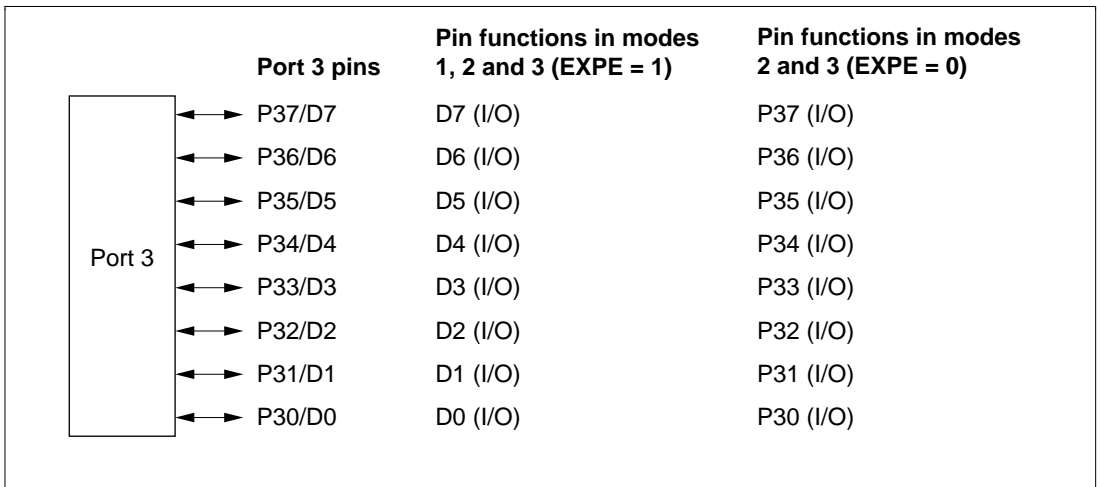 Port 3 pins Pin functions in modes 1, 2 and 3 (EXPE = 1) Pin functions in modes 2 and 3 (EXPE = 0)
P37/D7 D7 (I/O) P37 (I/O)
P36/D6 D6 (I/O) P36 (I/O)
P35/D5 D5 (I/O) P35 (I/O)
P34/D4 D4 (I/O) P34 (I/O)
Port 3
P33/D3 D3 (I/O) P33 (I/O)
P32/D2 D2 (I/O) P32 (I/O)
P31/D1 D1 (I/O) P31 (I/O)
P30/D0 D0 (I/O) P30 (I/O)